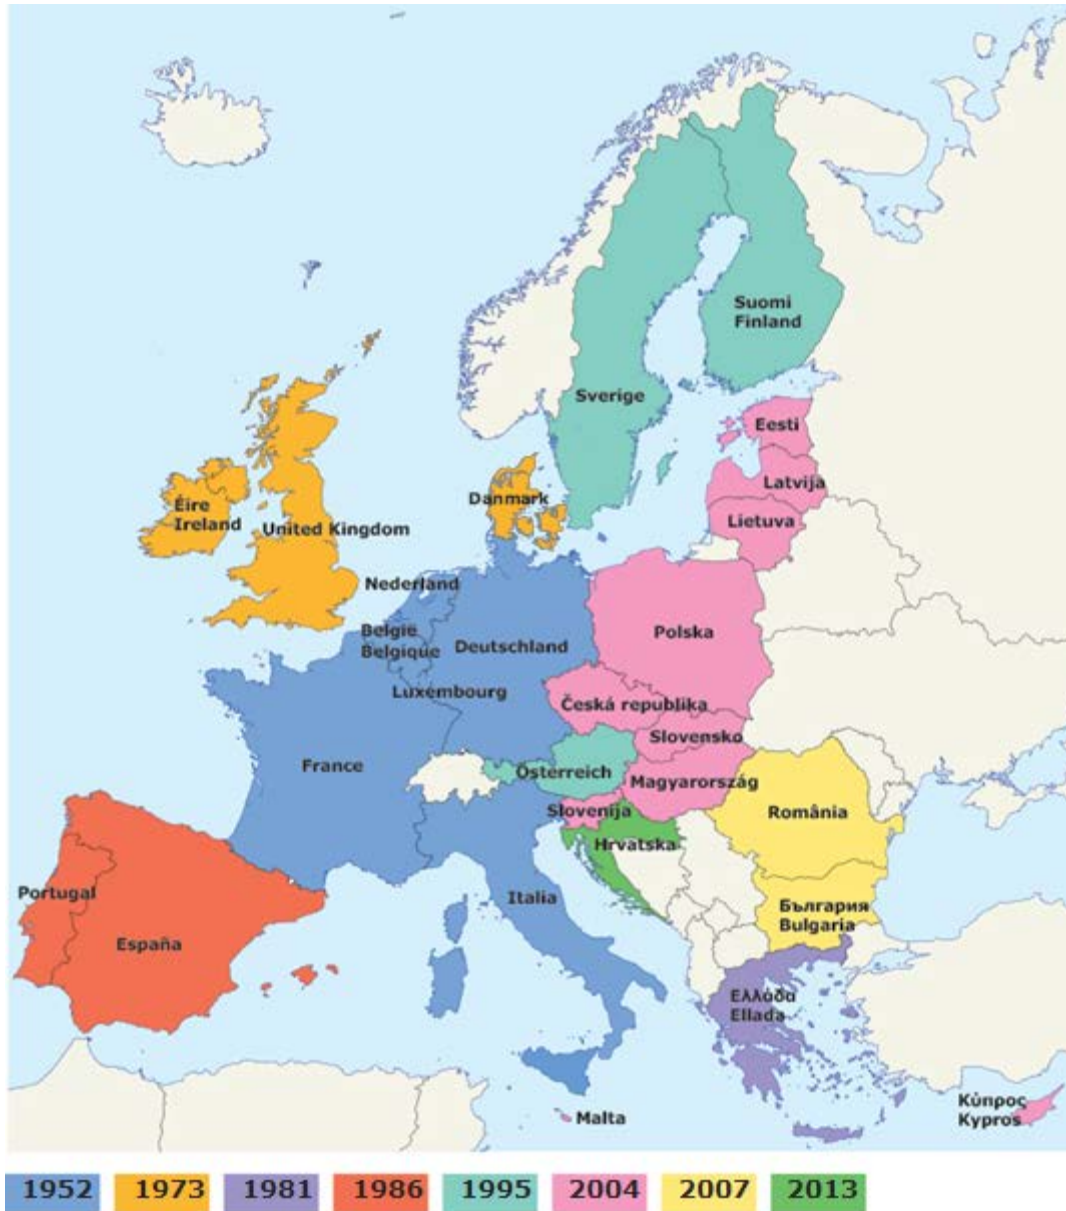 Suomi
Finland
Sverige
Eesti
Latvija
Lietuva
Danmark
Éire
Ireland
United Kingdom
Nederland
België
Belgique
Deutschland
Polska
Luxembourg
Česká republika
Slovensko
France
Österreich
Magyarország
Slovenija
România
Hrvatska
Portugal
Italia
България
Bulgaria
España
Ελλάδα
Ellada
Malta
Κύπρος
Kypros
1952 1973 1981 1986 1995 2004 2007 2013